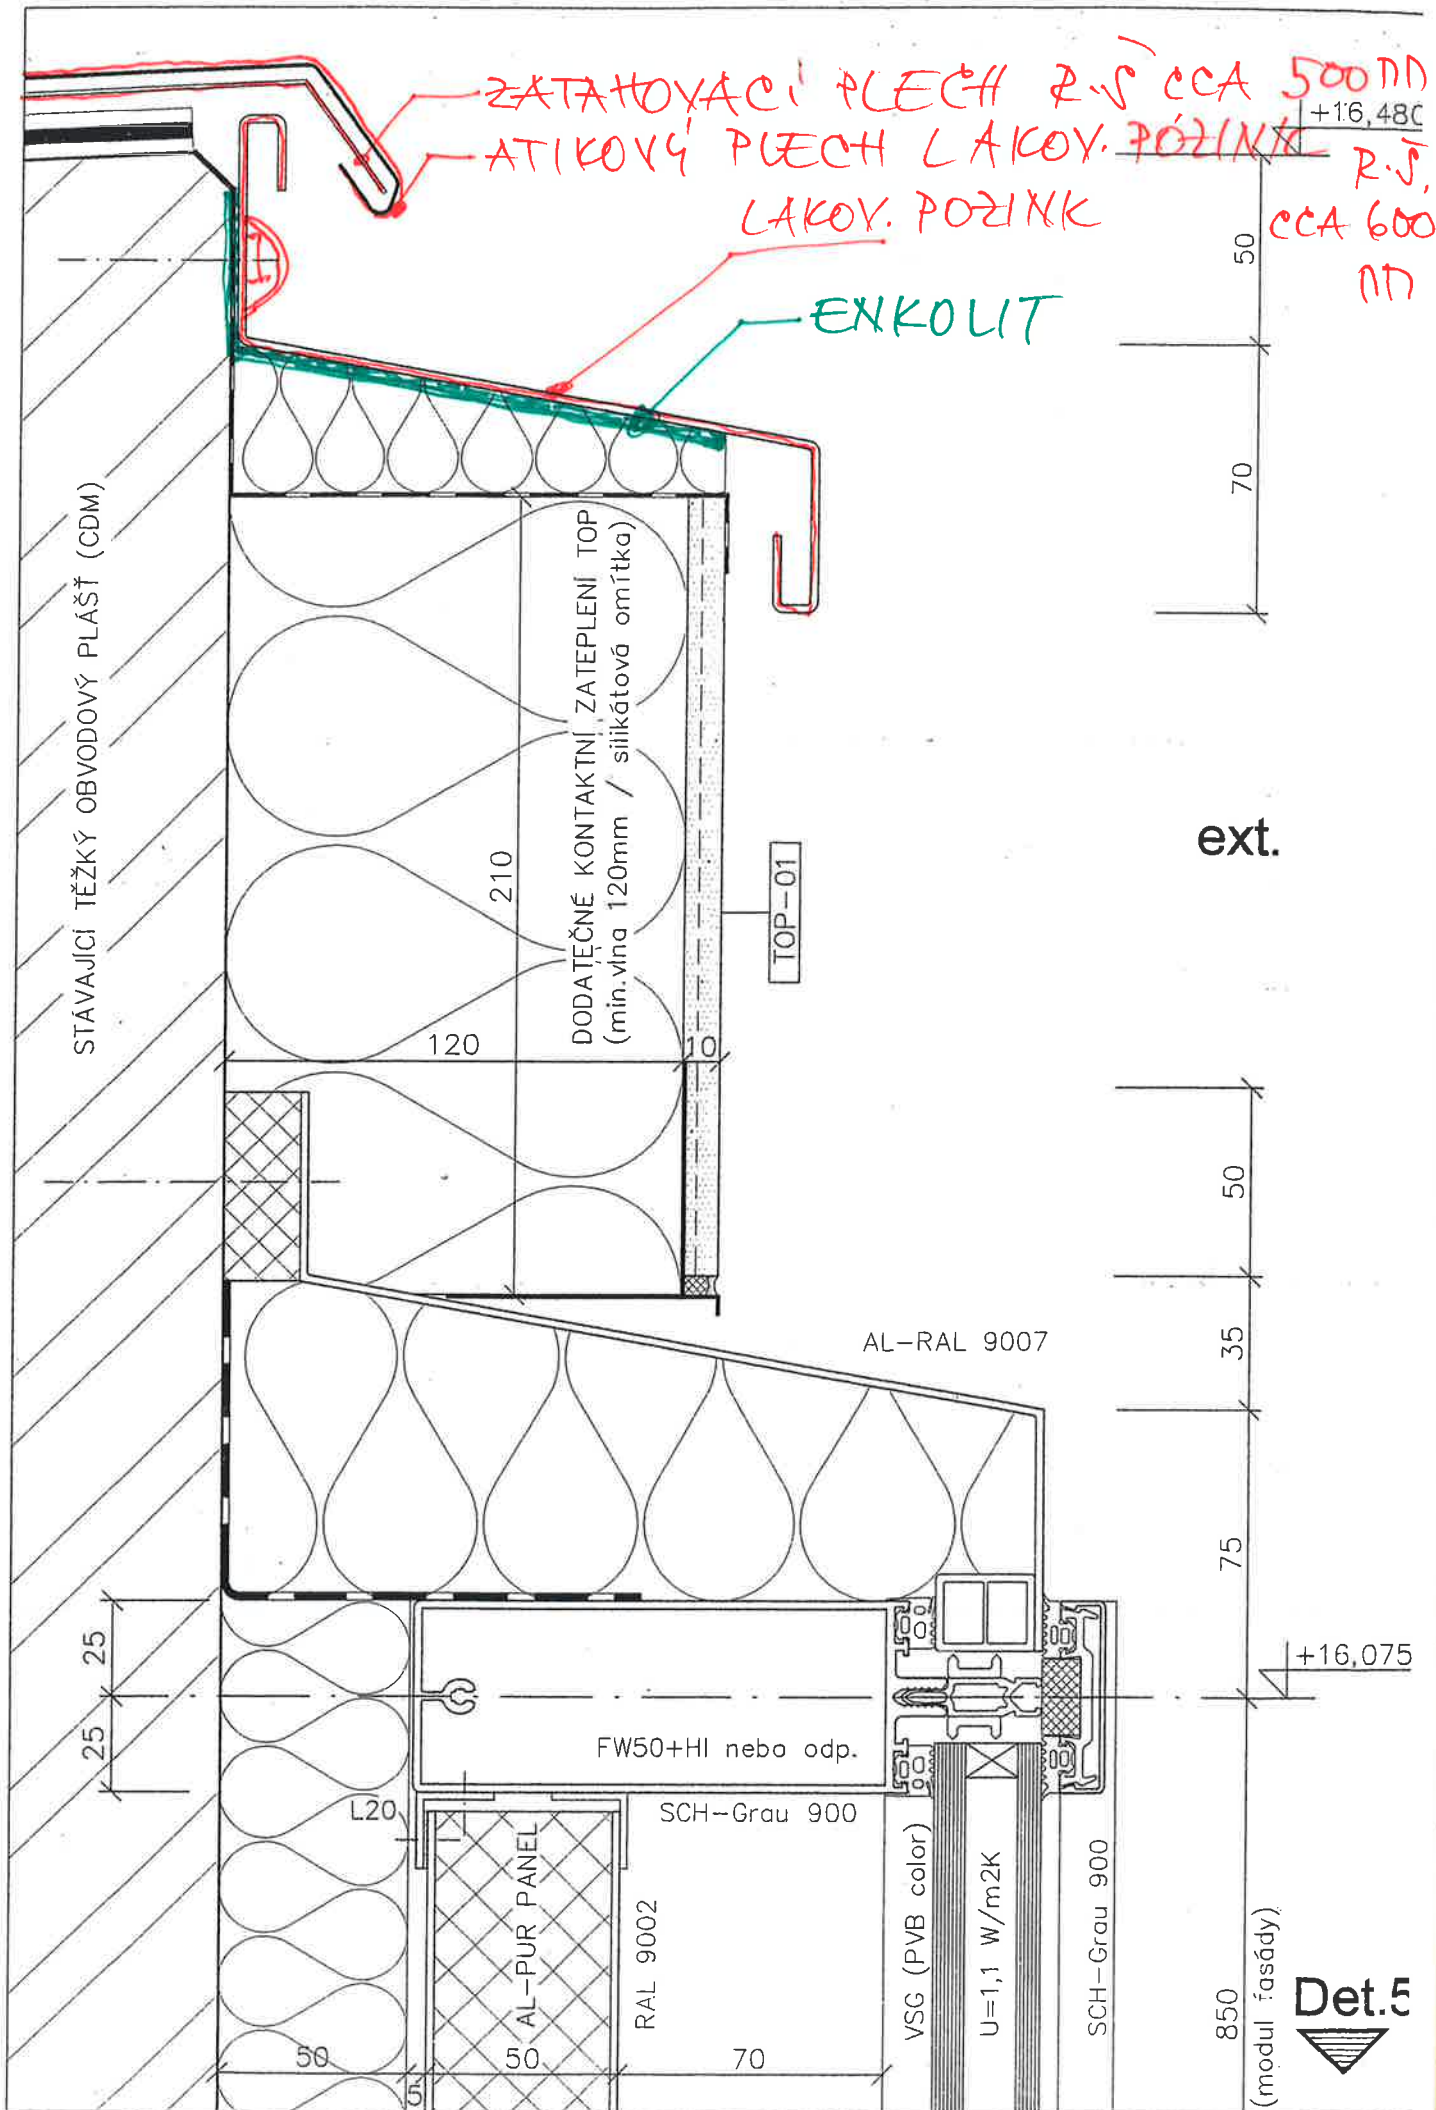 ZATAHOVACÍ PLECH R.Š CCA 500 MM
+16,480
ATIKOVÝ PLECH LAKOV. POZINK
R.Š.
CCA 600
MM
LAKOV. POZINK
ENKOLIT
50
70
STÁVAJÍCÍ TĚŽKÝ OBVODOVÝ PLÁŠŤ (CDM)
DODATEČNÉ KONTAKTNÍ ZATEPLENÍ TOP
(min.vlna 120mm / silikátová omítka)
210
ext.
TOP-01
120
10
50
AL-RAL 9007
35
75
25
25
+16,075
FW50+HI nebo odp.
L20
SCH-Grau 900
AL-PUR PANEL
RAL 9002
VSG (PVB color)
U=1,1 W/m2K
SCH-Grau 900
850
(modul fasády)
Det.5
50
5
50
70